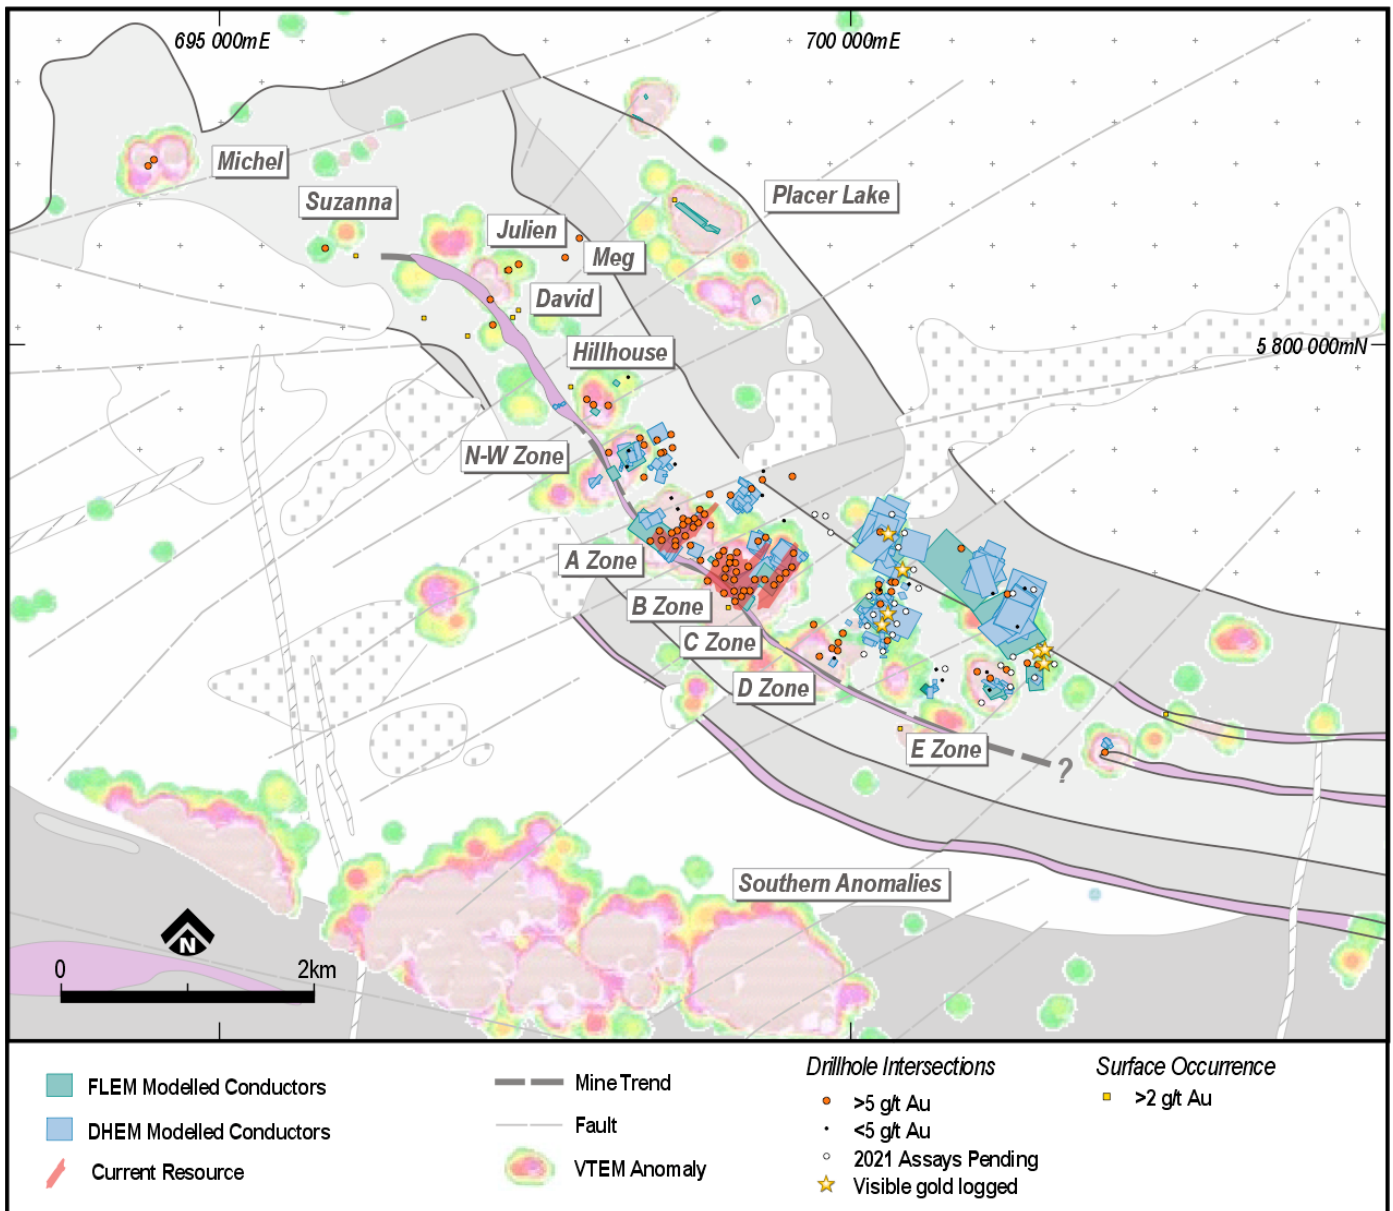 695 000mE
700 000mE
Michel
Placer Lake
Suzanna
Julien
Meg
David
5 800 000mN
Hillhouse
N-W Zone
A Zone
B Zone
C Zone
D Zone
E Zone
?
Southern Anomalies
N
0 2km
FLEM Modelled Conductors
DHEM Modelled Conductors
Current Resource
Mine Trend
Fault
VTEM Anomaly
Drillhole Intersections
>5 g/t Au
<5 g/t Au
2021 Assays Pending
Visible gold logged
Surface Occurrence
>2 g/t Au